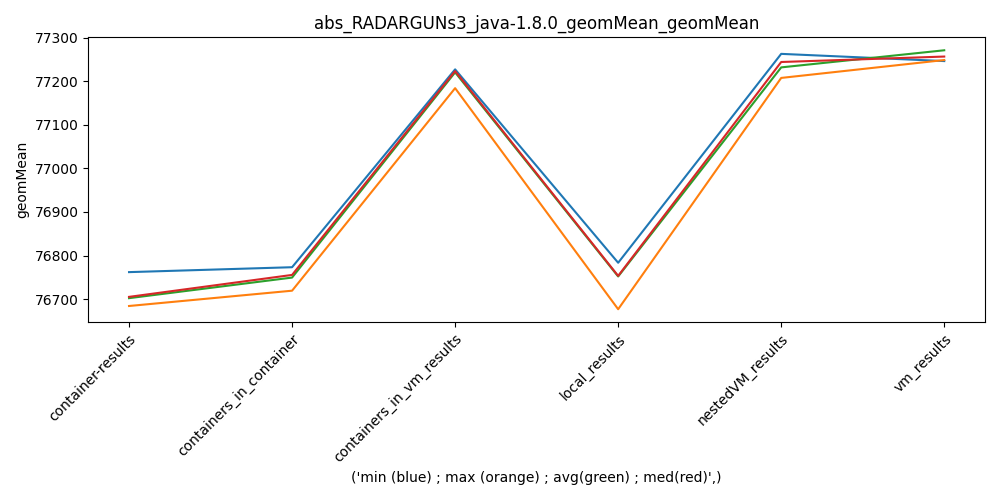 abs_RADARGUNs3_java-1.8.0_geomMean_geomMean
77300
77200
77100
77000
76900
76800
76700
geomMean
container-results
containers_in_container
containers_in_vm_results
local_results
nestedVM_results
vm_results
('min (blue) ; max (orange) ; avg(green) ; med(red)',)